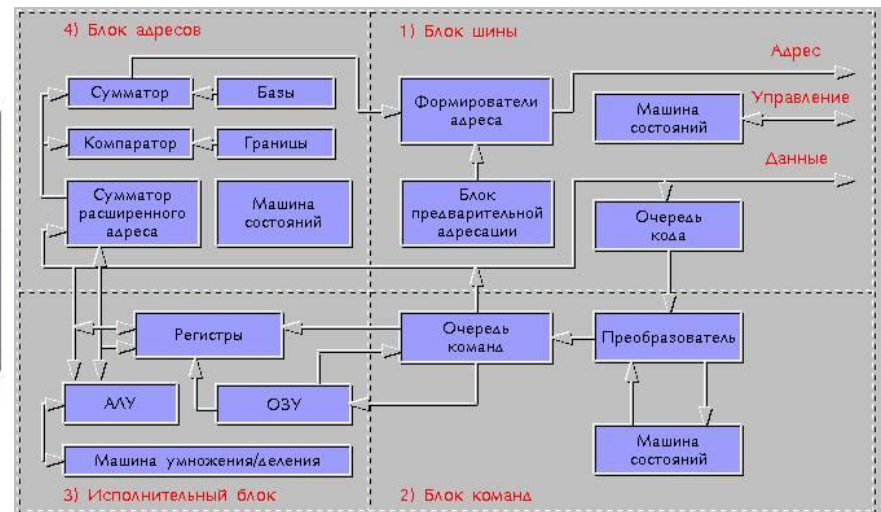 4) Блок адресов
Сумматор
Базы
Компаратор
Границы
Сумматор
расширенного
адреса
Машина
состояний
1) Блок шины
Адрес
Формирователи
адреса
Машина
состояний
Управление
Данные
Блок
предварительной
адресации
Очередь
кода
Регистры
АЛУ
ОЗУ
Машина умножения/деления
3) Исполнительный блок
Очередь
команд
Преобразователь
Машина
состояний
2) Блок команд